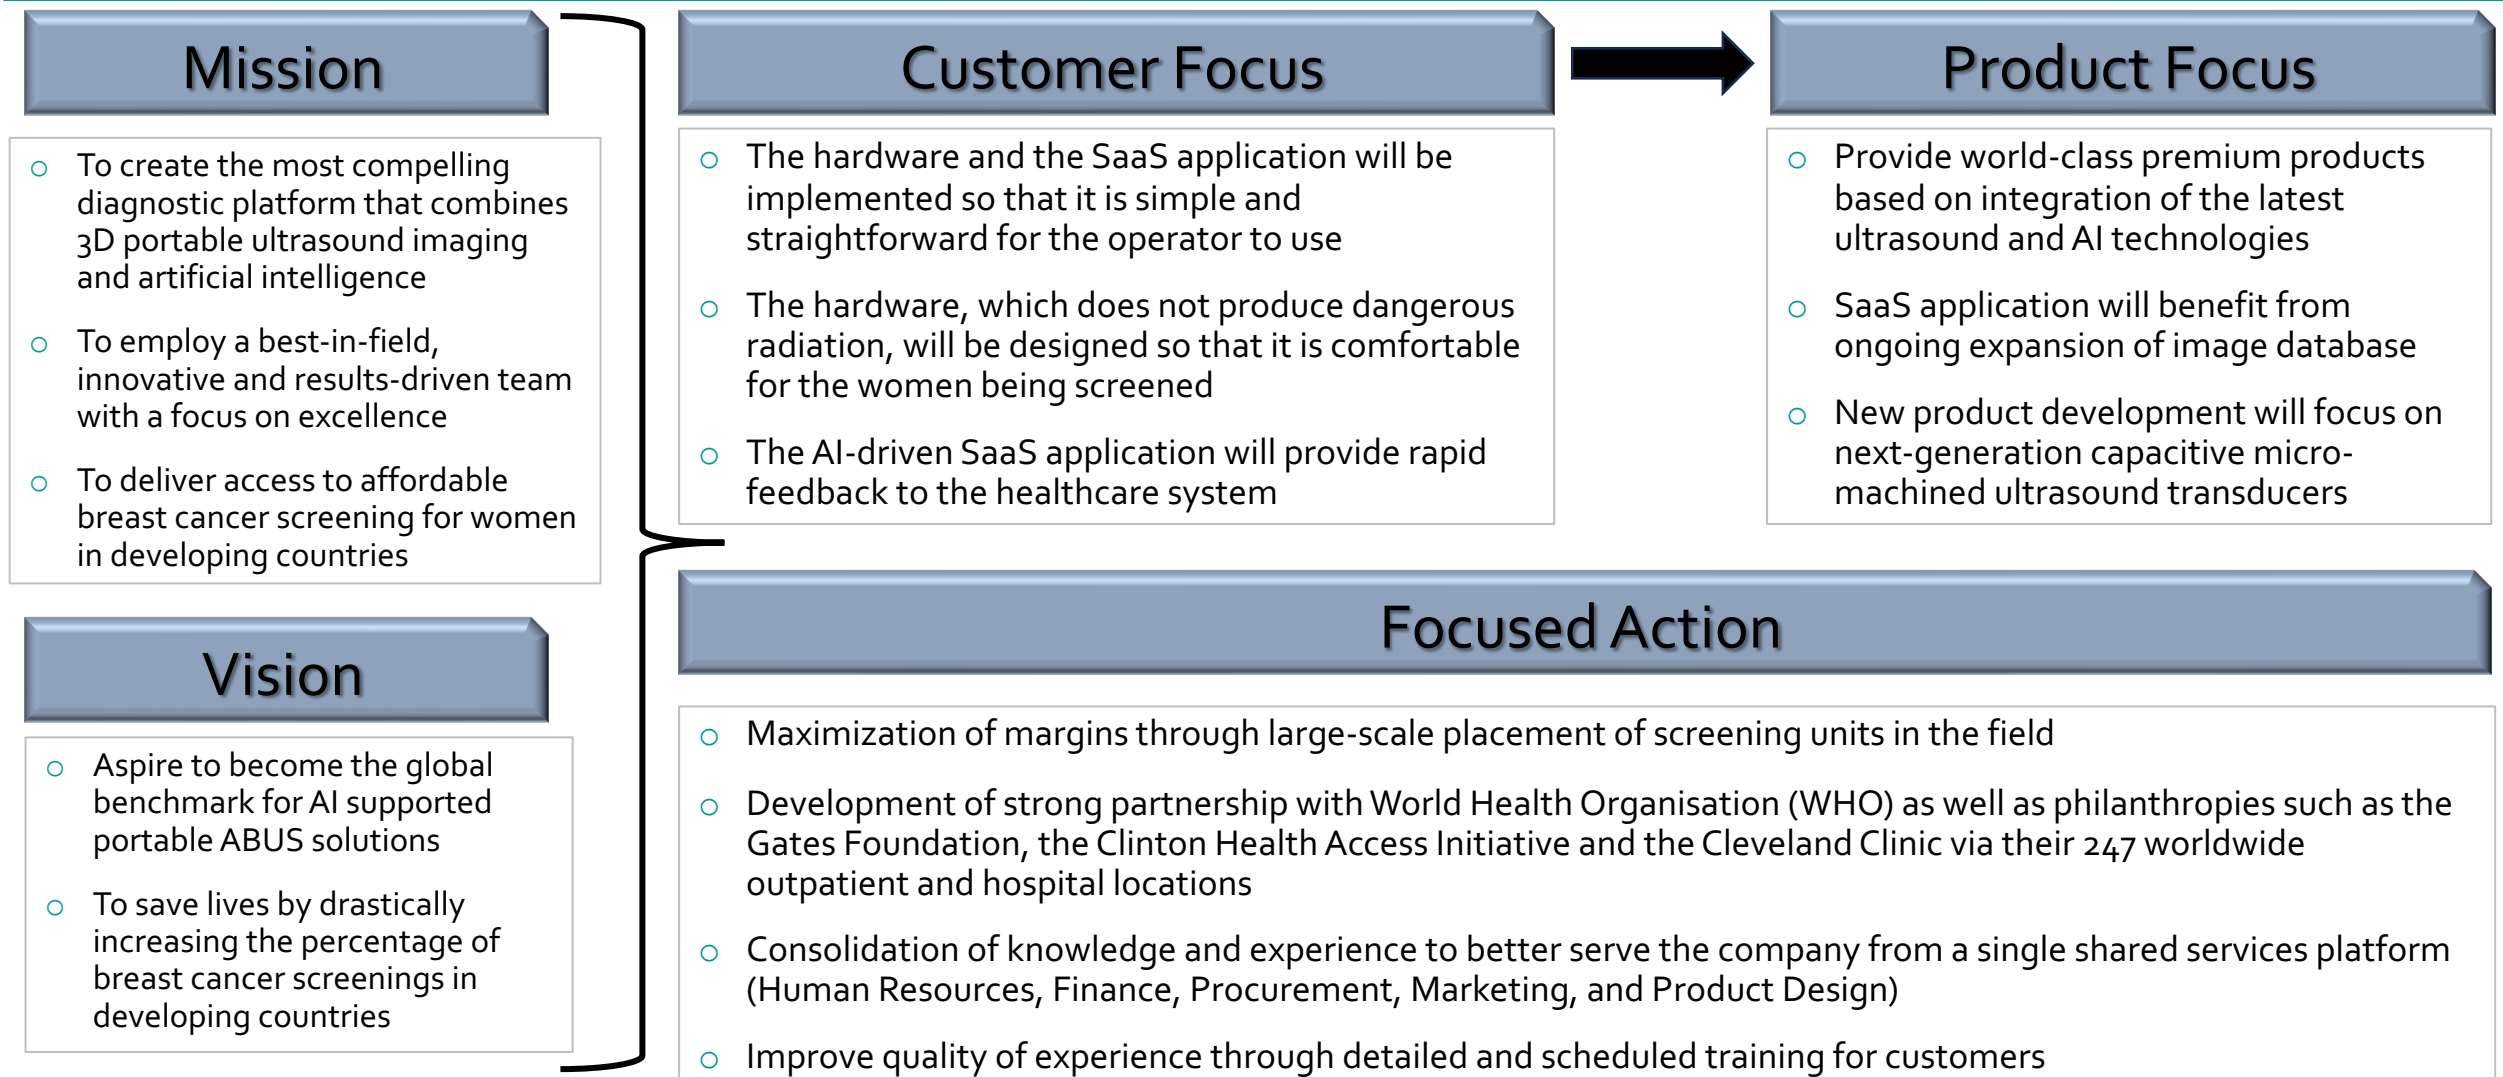 Mission
To create the most compelling
diagnostic platform that combines
3D portable ultrasound imaging
and artificial intelligence
To employ a best-in-field,
innovative and results-driven team
with a focus on excellence
To deliver access to affordable
breast cancer screening for women
in developing countries
Vision
Aspire to become the global
benchmark for AI supported
portable ABUS solutions
To save lives by drastically
increasing the percentage of
breast cancer screenings in
developing countries
Customer Focus
The hardware and the SaaS application will be
implemented so that it is simple and
straightforward for the operator to use
The hardware, which does not produce dangerous
radiation, will be designed so that it is comfortable
for the women being screened
The AI-driven SaaS application will provide rapid
feedback to the healthcare system
Product Focus
Provide world-class premium products
based on integration of the latest
ultrasound and AI technologies
SaaS application will benefit from
ongoing expansion of image database
New product development will focus on
next-generation capacitive micro-
machined ultrasound transducers
Focused Action
Maximization of margins through large-scale placement of screening units in the field
Development of strong partnership with World Health Organisation (WHO) as well as philanthropies such as the
Gates Foundation, the Clinton Health Access Initiative and the Cleveland Clinic via their 247 worldwide
outpatient and hospital locations
Consolidation of knowledge and experience to better serve the company from a single shared services platform
(Human Resources, Finance, Procurement, Marketing, and Product Design)
Improve quality of experience through detailed and scheduled training for customers